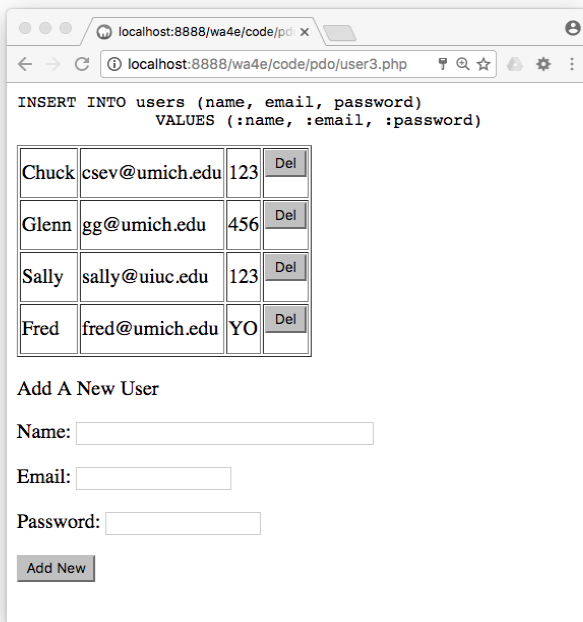 localhost:8888/wa4e/code/pd
localhost:8888/wa4e/code/pdo/user3.php
INSERT INTO users (name, email, password)
VALUES (:name, :email, :password)
Chuck csev@umich.edu 123 Del
Glenn gg@umich.edu 456 Del
Sally sally@uiuc.edu 123 Del
Fred fred@umich.edu YO Del
Add A New User
Name:
Email:
Password:
Add New